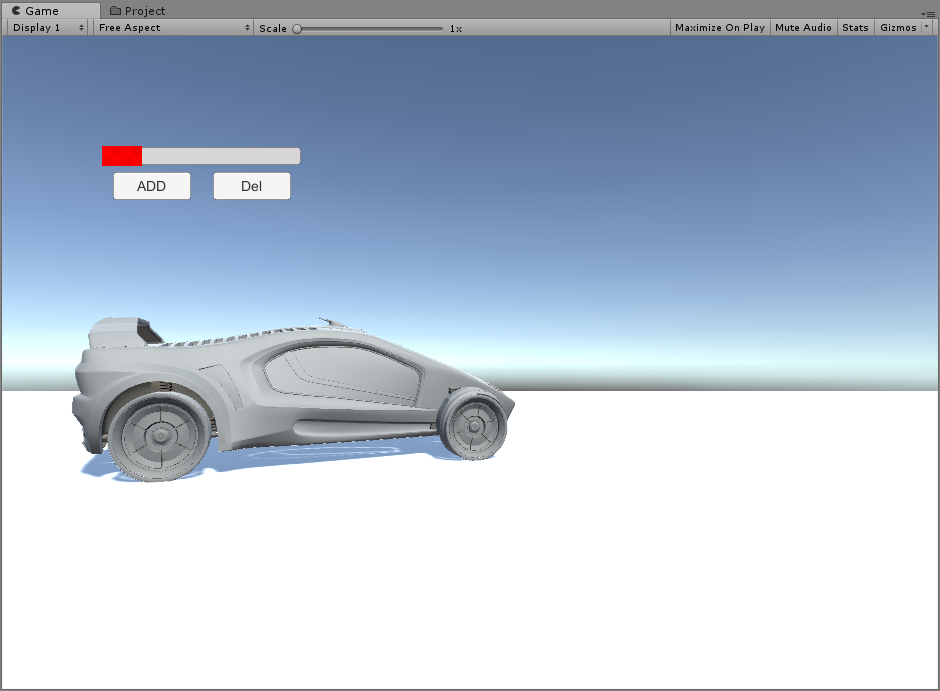 Game Project
Display 1 Free Aspect Scale 1x Maximize On Play Mute Audio Stats Gizmos
ADD Del